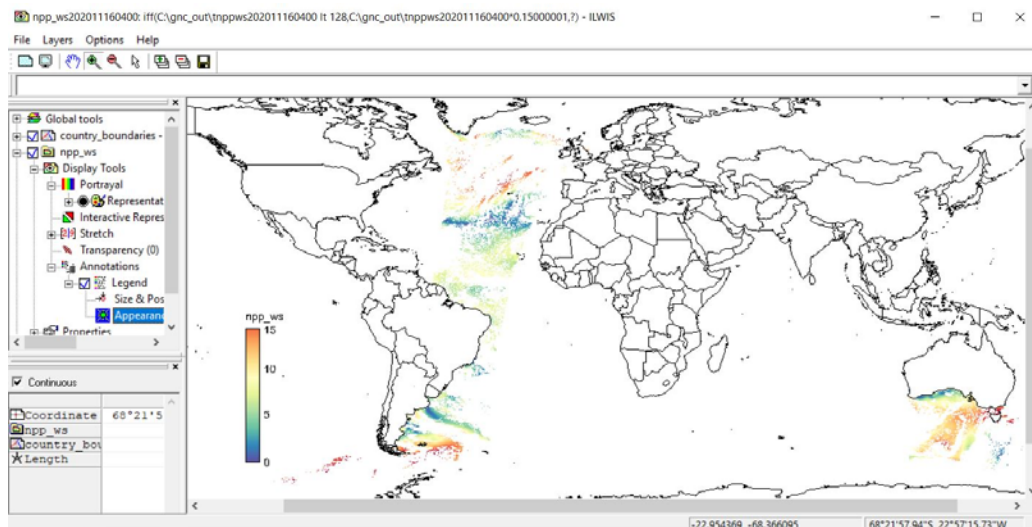 npp_ws202011160400: iff(C:\gnc_out\tnppws202011160400 lt 128,C:\gnc_out\tnppws202011160400*0.15000001,?) - ILWIS
File Layers Options Help
Global tools
country_boundaries -
npp_ws
Display Tools
Portrayal
Representat
Interactive Repres
Stretch
Transparency (0)
Annotations
Legend
Size & Pos
Appearan
Properties
Continuous
Coordinate 68°21'5
npp_ws
country_bou
Length
npp_ws
15
10
5
0
-22.954369, -68.366095 68°21'57.94"S, 22°57'15.73"W